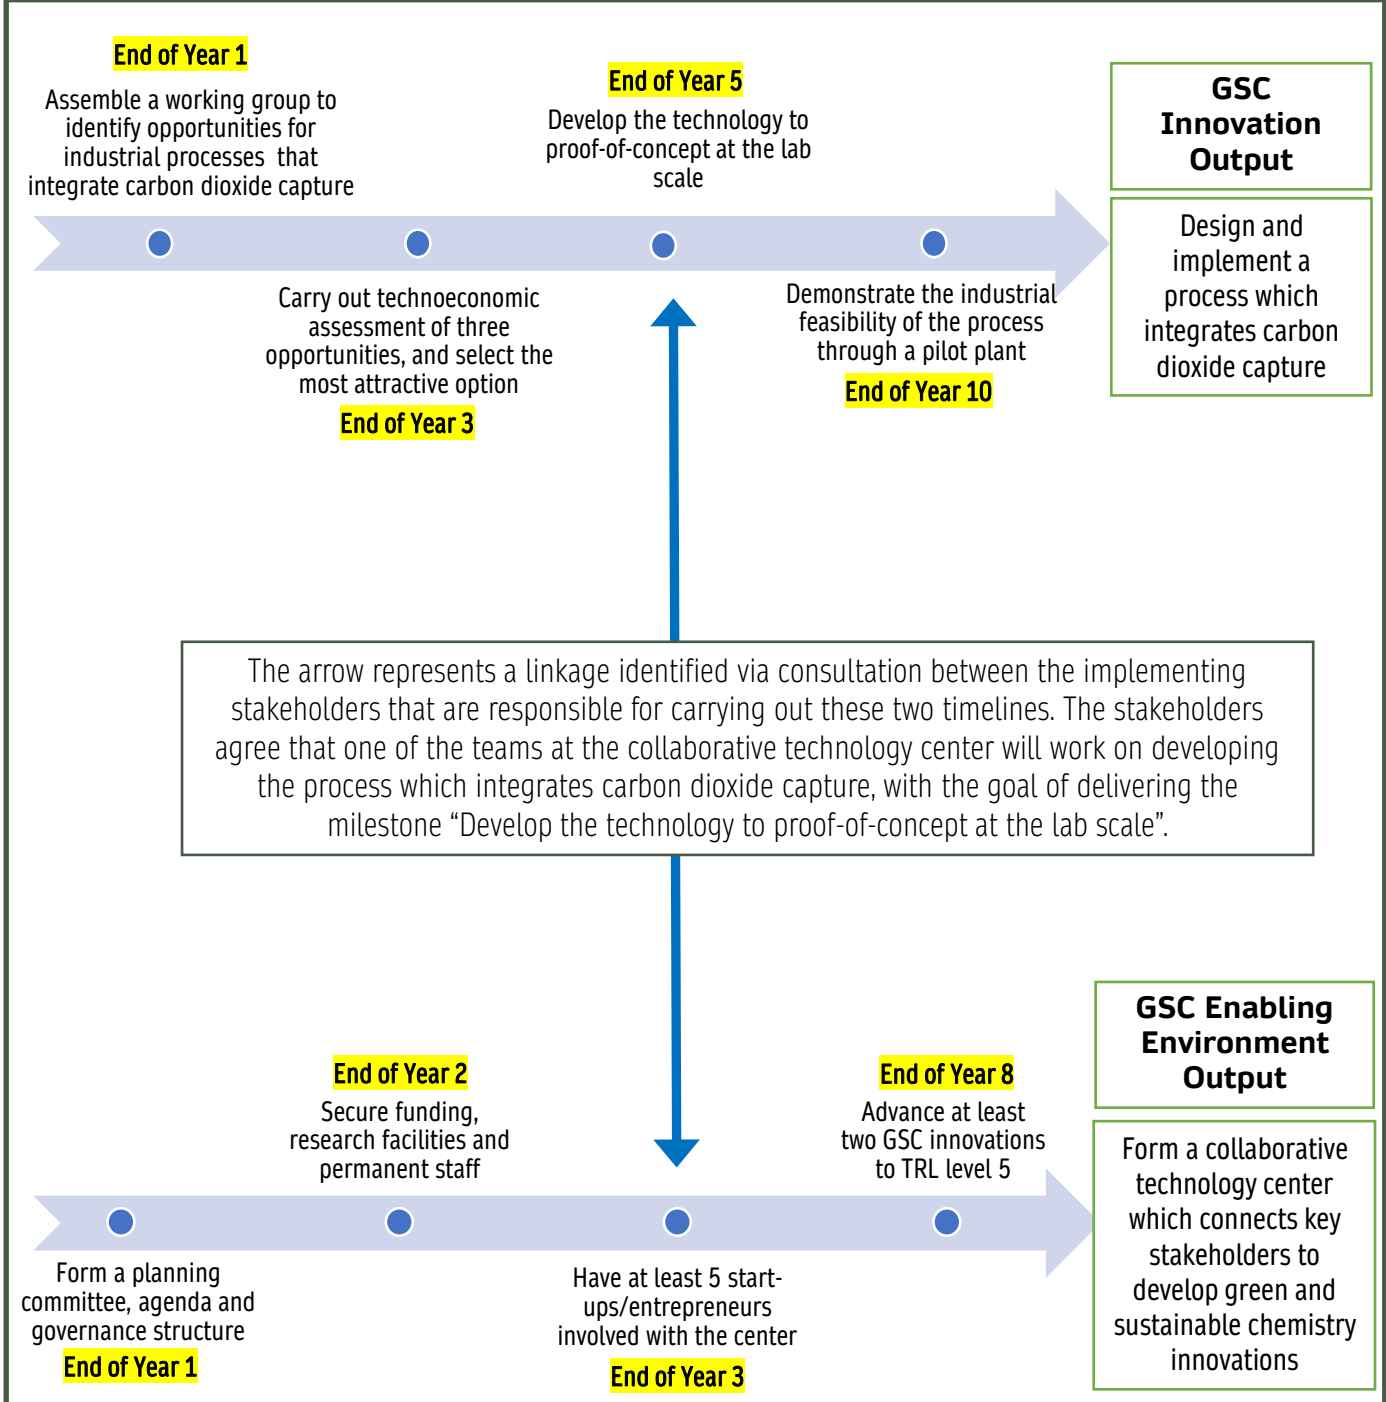 End of Year 1
Assemble a working group to
identify opportunities for
industrial processes that
integrate carbon dioxide capture
End of Year 5
Develop the technology to
proof-of-concept at the lab
scale
Carry out technoeconomic
assessment of three
opportunities, and select the
most attractive option
End of Year 3
Demonstrate the industrial
feasibility of the process
through a pilot plant
End of Year 10
GSC
Innovation
Output
Design and
implement a
process which
integrates carbon
dioxide capture
The arrow represents a linkage identified via consultation between the implementing
stakeholders that are responsible for carrying out these two timelines. The stakeholders
agree that one of the teams at the collaborative technology center will work on developing
the process which integrates carbon dioxide capture, with the goal of delivering the
milestone “Develop the technology to proof-of-concept at the lab scale”.
End of Year 2
Secure funding,
research facilities and
permanent staff
End of Year 8
Advance at least
two GSC innovations
to TRL level 5
Form a planning
committee, agenda and
governance structure
End of Year 1
Have at least 5 start-
ups/entrepreneurs
involved with the center
End of Year 3
GSC Enabling
Environment
Output
Form a collaborative
technology center
which connects key
stakeholders to
develop green and
sustainable chemistry
innovations